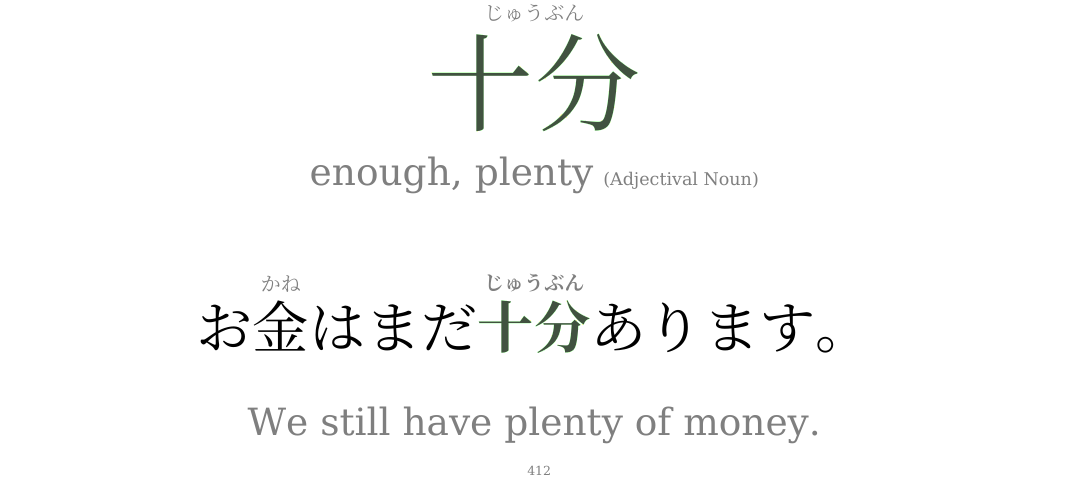 じゅうぶん
十分
enough, plenty (Adjectival Noun)
かね じゅうぶん
お金はまだ十分あります。
We still have plenty of money.
412